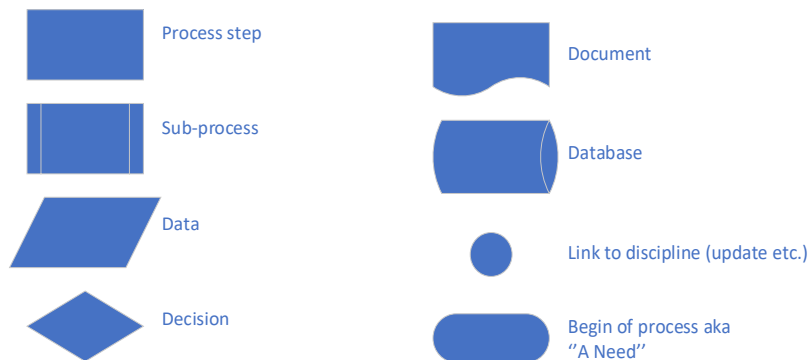 Process step
Sub-process
Data
Decision
Document
Database
Link to discipline (update etc.)
Begin of process aka
‘’A Need’’